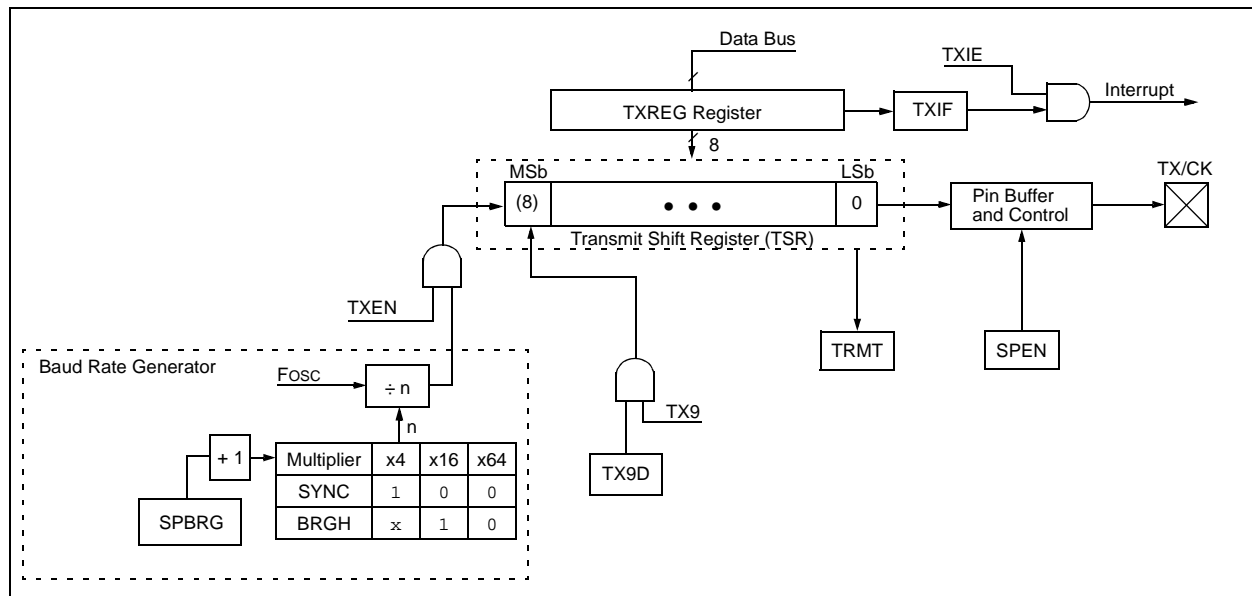 Data Bus
TXIE
Interrupt
TXREG Register
TXIF
8
MSb
LSb
TX/CK
(8)
• • •
0
Pin Buffer
and Control
Transmit Shift Register (TSR)
TXEN
TRMT
SPEN
Baud Rate Generator
FOSC
÷ n
n
TX9
+ 1
Multiplier x4 x16 x64
SYNC 1 0 0
BRGH x 1 0
TX9D
SPBRG